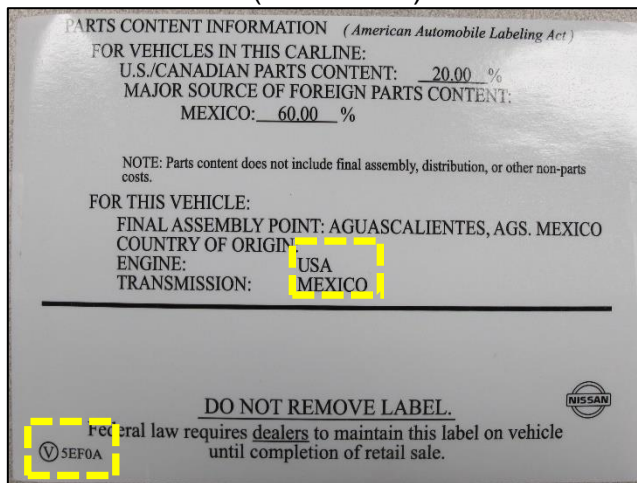 PARTS CONTENT INFORMATION (American Automobile Labeling Act)
FOR VEHICLES IN THIS CARLINE:
U.S./CANADIAN PARTS CONTENT: 20.00 %
MAJOR SOURCE OF FOREIGN PARTS CONTENT:
MEXICO: 60.00 %
NOTE: Parts content does not include final assembly, distribution, or other non-parts
costs.
FOR THIS VEHICLE:
FINAL ASSEMBLY POINT: AGUASCALIENTES, AGS. MEXICO
COUNTRY OF ORIGIN:
ENGINE: USA
TRANSMISSION: MEXICO
NISSAN
DO NOT REMOVE LABEL.
Federal law requires dealers to maintain this label on vehicle
until completion of retail sale.
Ⓥ 5EF0A